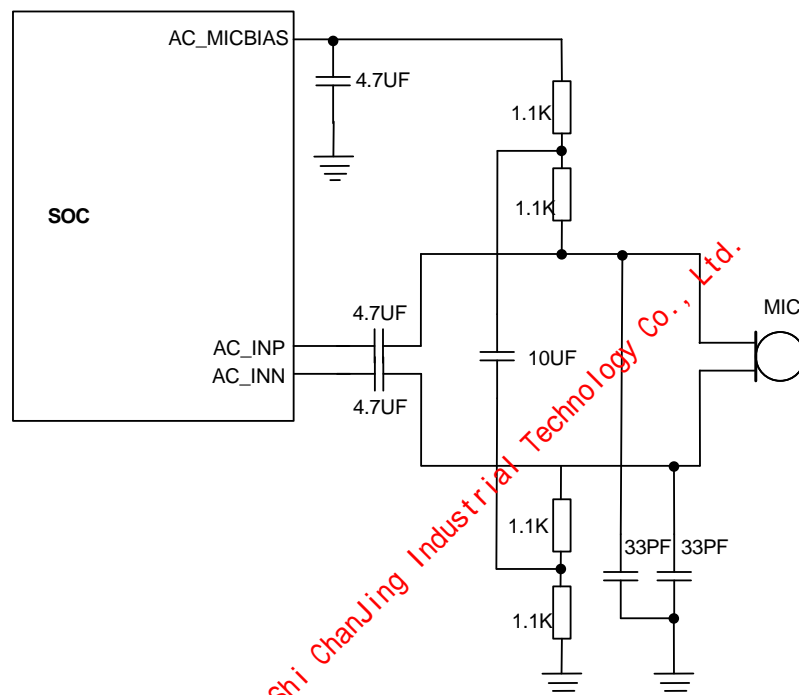 AC_MICBIAS
4.7UF
1.1K
1.1K
SOC
4.7UF
MIC
AC_INP
10UF
AC_INN
4.7UF
1.1K
33PF 33PF
1.1K
Shi ChanJing Industrial Technology Co., Ltd.